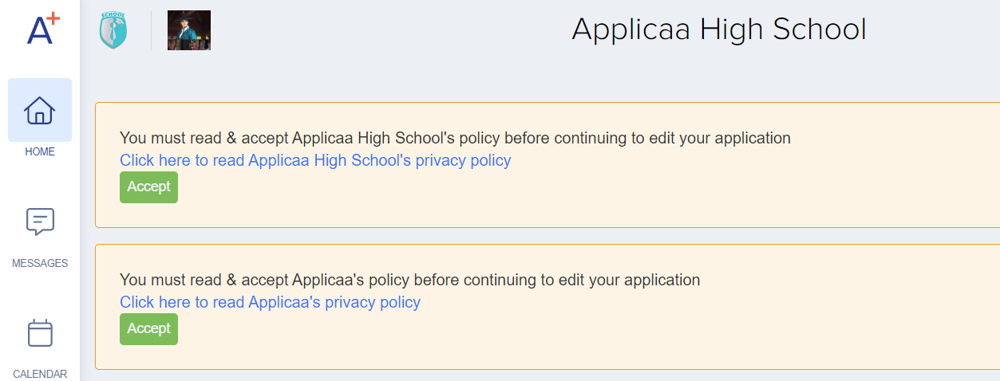 A+
SCHOOL
Applicaa High School
HOME
MESSAGES
CALENDAR
You must read & accept Applicaa High School's policy before continuing to edit your application
Click here to read Applicaa High School's privacy policy
Accept
You must read & accept Applicaa's policy before continuing to edit your application
Click here to read Applicaa's privacy policy
Accept